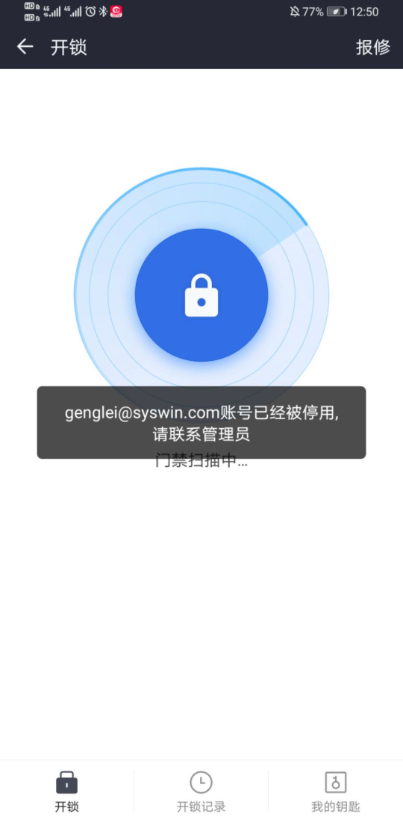 77% 12:50
开锁
报修
genglei@syswin.com账号已经被停用,
请联系管理员
门禁扫描中...
开锁
开锁记录
我的钥匙